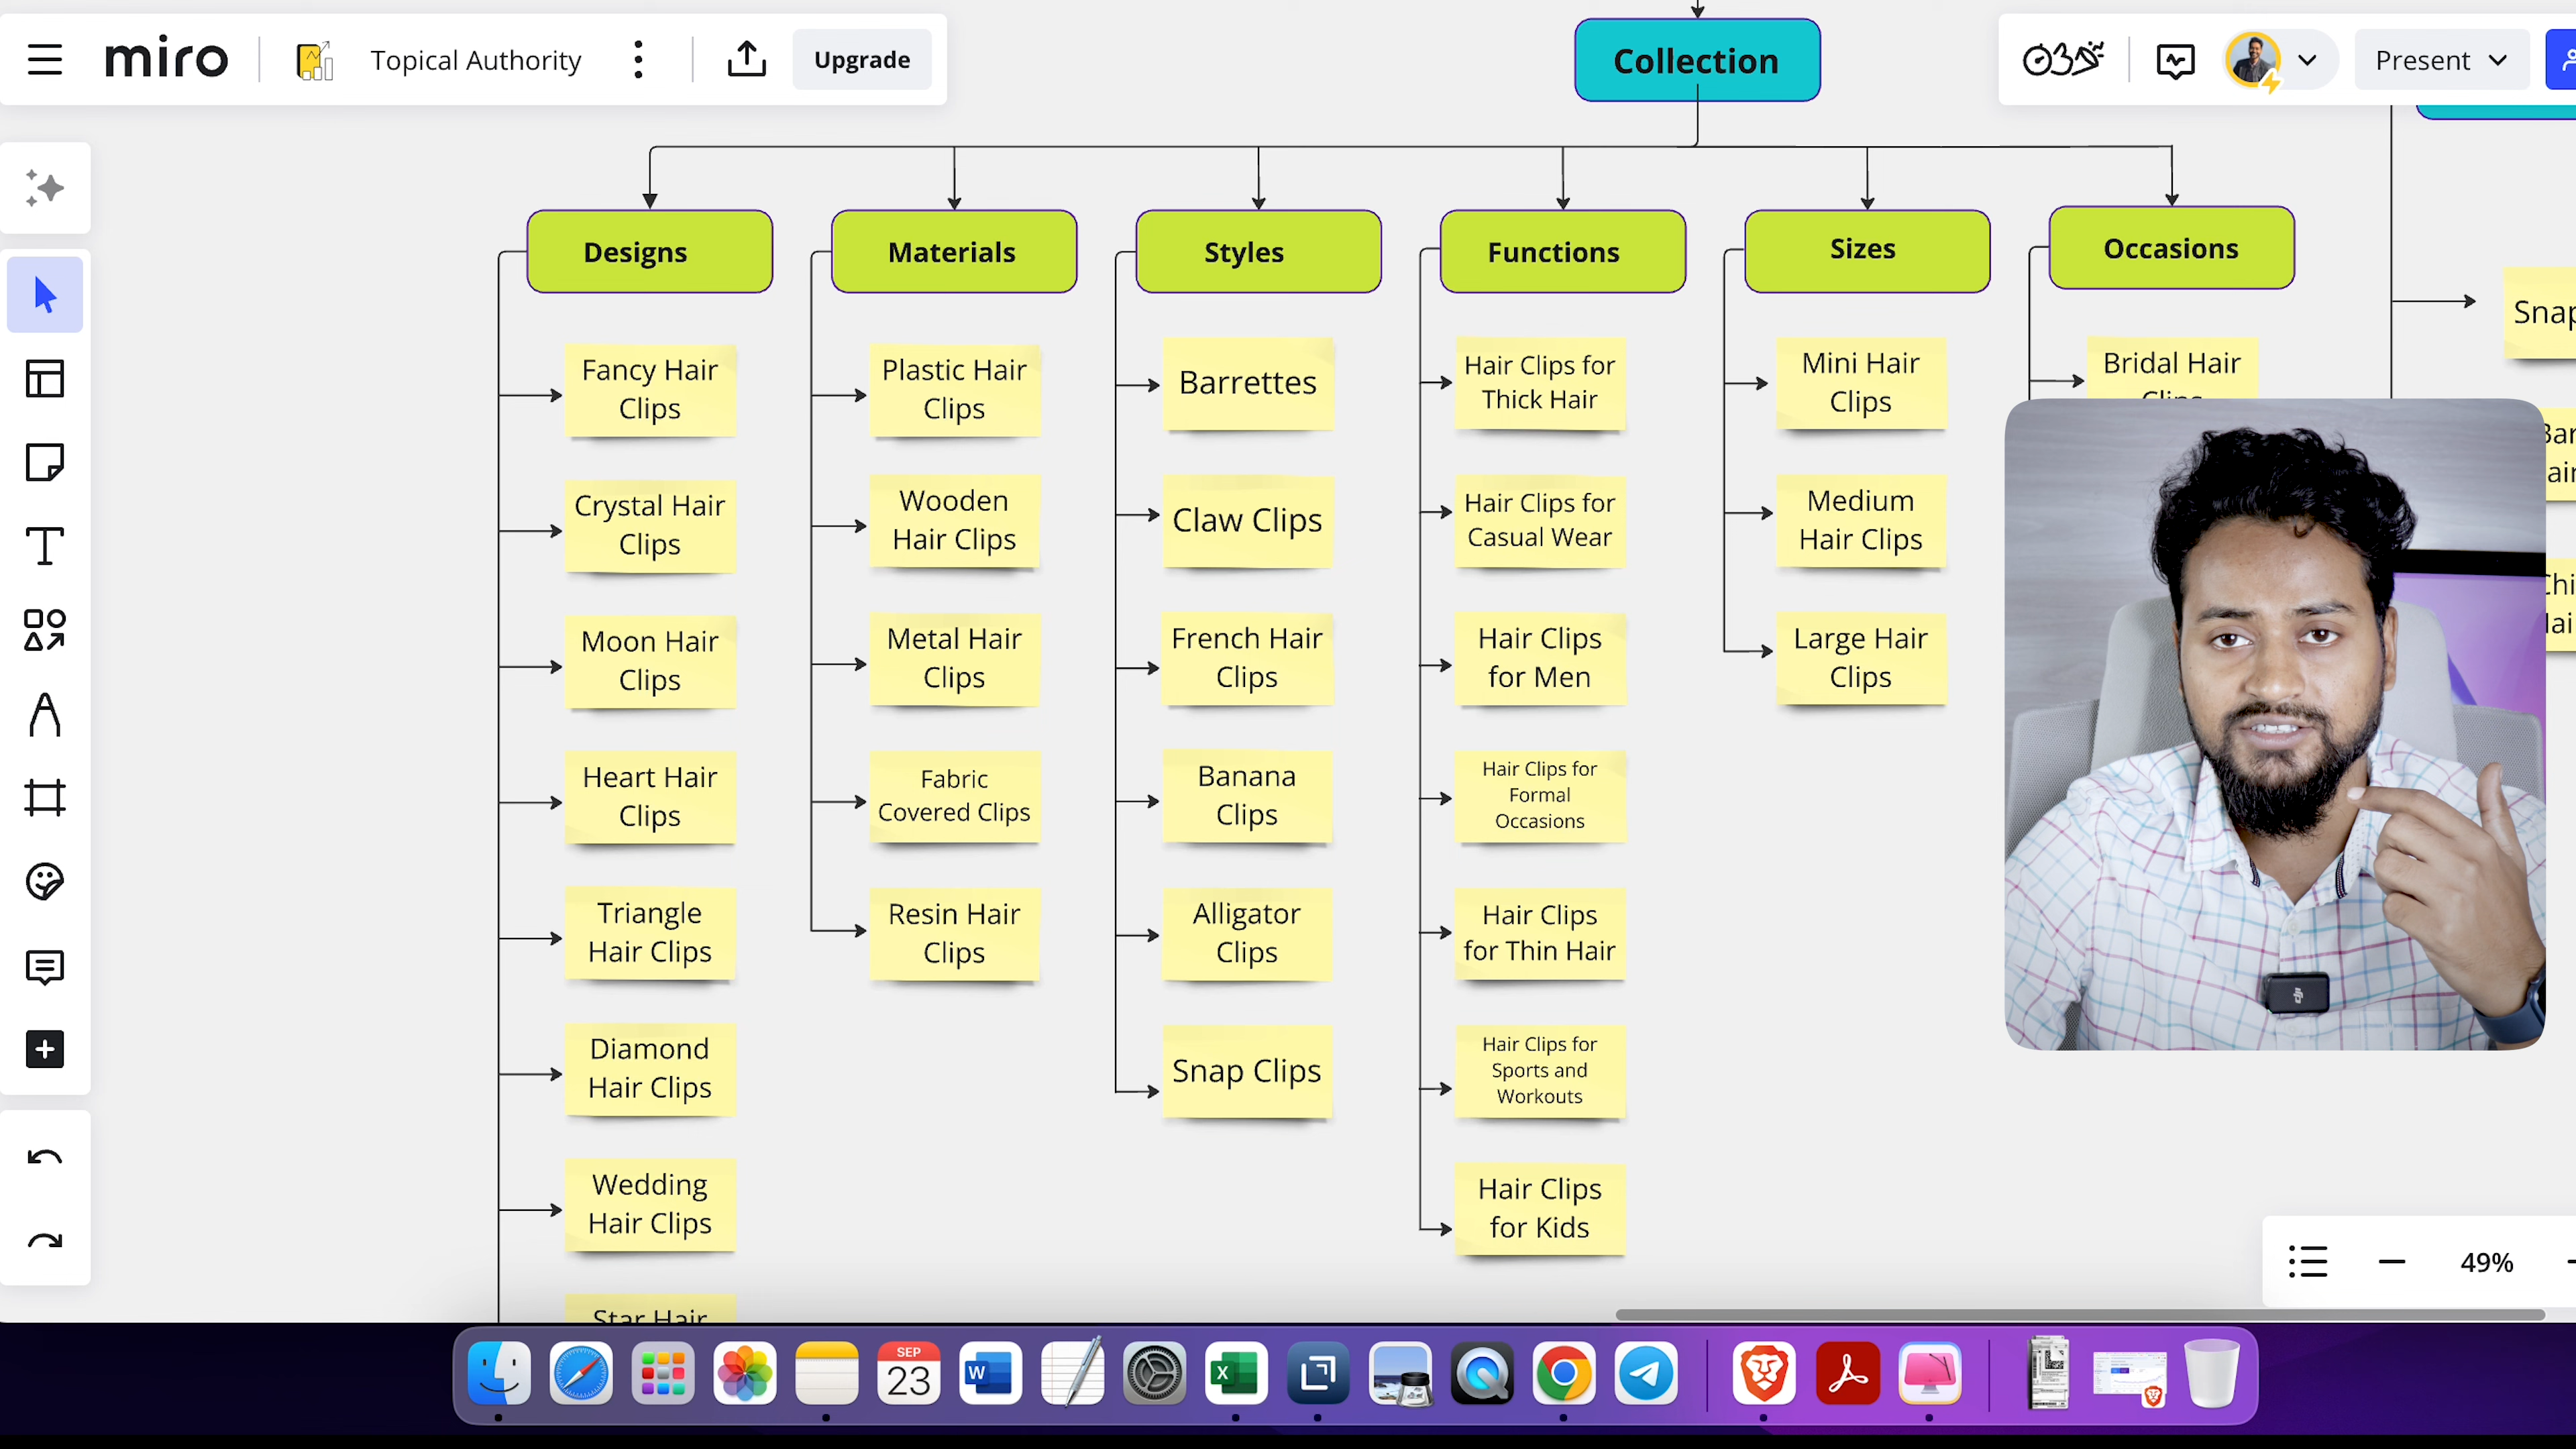 miro
Topical Authority
Upgrade
Collection
Present
Designs
Materials
Styles
Functions
Sizes
Occasions
Fancy Hair
Clips
Crystal Hair
Clips
Moon Hair
Clips
Heart Hair
Clips
Triangle
Hair Clips
Diamond
Hair Clips
Wedding
Hair Clips
Star Hair
Plastic Hair
Clips
Wooden
Hair Clips
Metal Hair
Clips
Fabric
Covered Clips
Resin Hair
Clips
Barrettes
Claw Clips
French Hair
Clips
Banana
Clips
Alligator
Clips
Snap Clips
Hair Clips for
Thick Hair
Hair Clips for
Casual Wear
Hair Clips
for Men
Hair Clips for
Formal
Occasions
Hair Clips
for Thin Hair
Hair Clips for
Sports and
Workouts
Hair Clips
for Kids
Mini Hair
Clips
Medium
Hair Clips
Large Hair
Clips
Bridal Hair
Clips
Snap
dji
49%
SEP
23
W
X